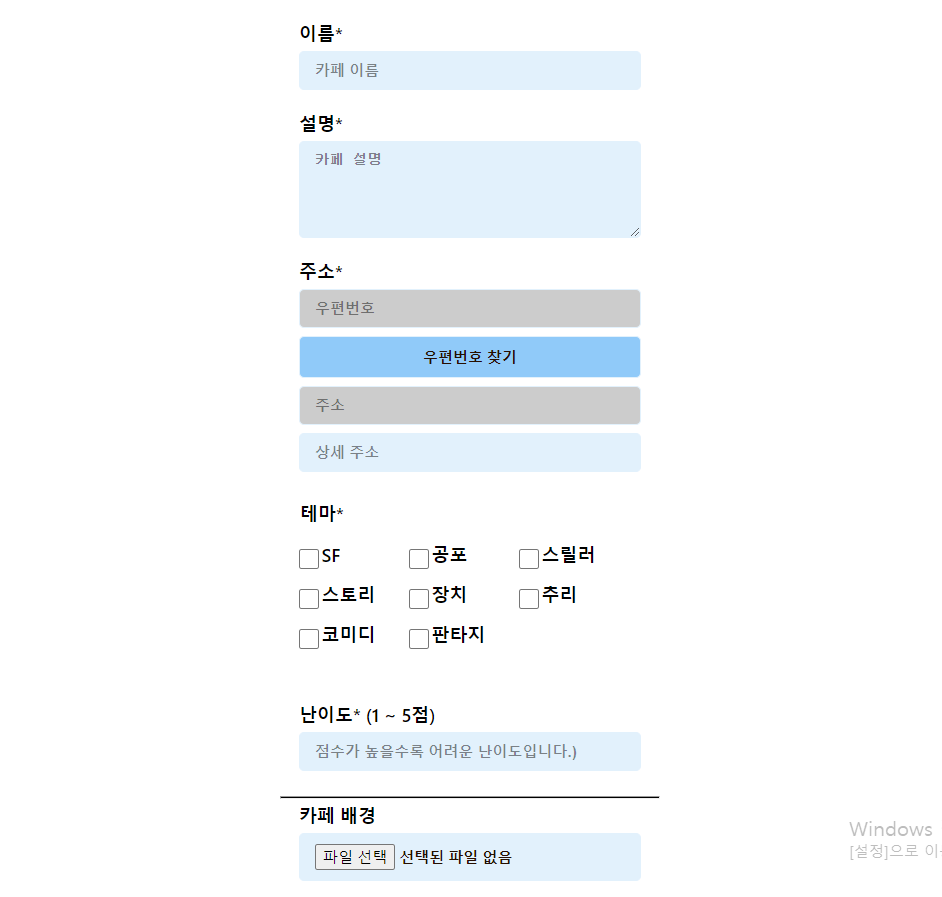 이름*
카페 이름
설명*
카페 설명
주소*
우편번호
우편번호 찾기
주소
상세 주소
테마*
SF 공포 스릴러
스토리 장치 추리
코미디 판타지
난이도* (1 ~ 5점)
점수가 높을수록 어려운 난이도입니다.)
카페 배경
파일 선택 선택된 파일 없음
Windows
[설정]으로 이